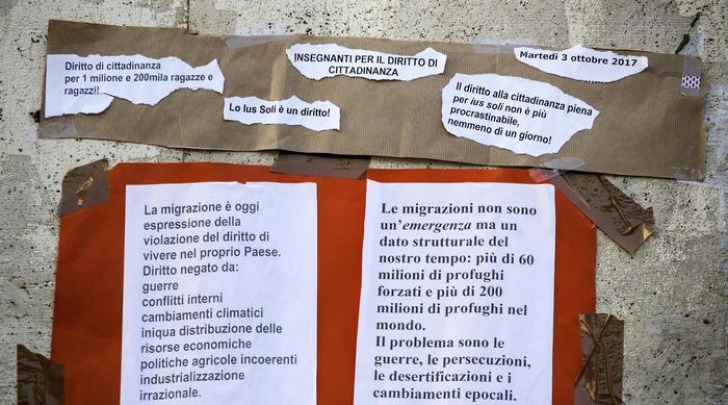 Diritto di cittadinanza
per 1 milione e 200mila ragazze e
ragazzi!
INSEGNANTI PER IL DIRITTO DI
CITTADINANZA
Martedì 3 ottobre 2017
Lo Ius Soli è un diritto!
Il diritto alla cittadinanza piena
per ius soli non è più
procrastinabile,
nemmeno di un giorno!
La migrazione è oggi
espressione della
violazione del diritto di
vivere nel proprio Paese.
Diritto negato da:
guerre
conflitti interni
cambiamenti climatici
iniqua distribuzione delle
risorse economiche
politiche agricole incoerenti
industrializzazione
irrazionale.
Le migrazioni non sono
un'emergenza ma un
dato strutturale del
nostro tempo: più di 60
milioni di profughi
forzati e più di 200
milioni di profughi nel
mondo.
Il problema sono le
guerre, le persecuzioni,
le desertificazioni e i
cambiamenti epocali.